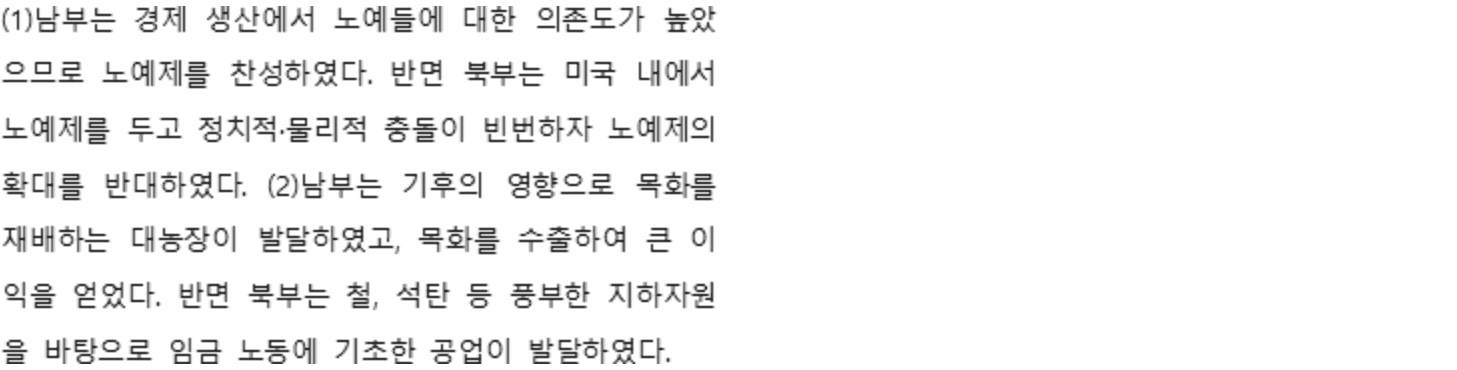 (1)남부는 경제 생산에서 노예들에 대한 의존도가 높았
으므로 노예제를 찬성하였다. 반면 북부는 미국 내에서
노예제를 두고 정치적·물리적 충돌이 빈번하자 노예제의
확대를 반대하였다. (2)남부는 기후의 영향으로 목화를
재배하는 대농장이 발달하였고, 목화를 수출하여 큰 이
익을 얻었다. 반면 북부는 철, 석탄 등 풍부한 지하자원
을 바탕으로 임금 노동에 기초한 공업이 발달하였다.